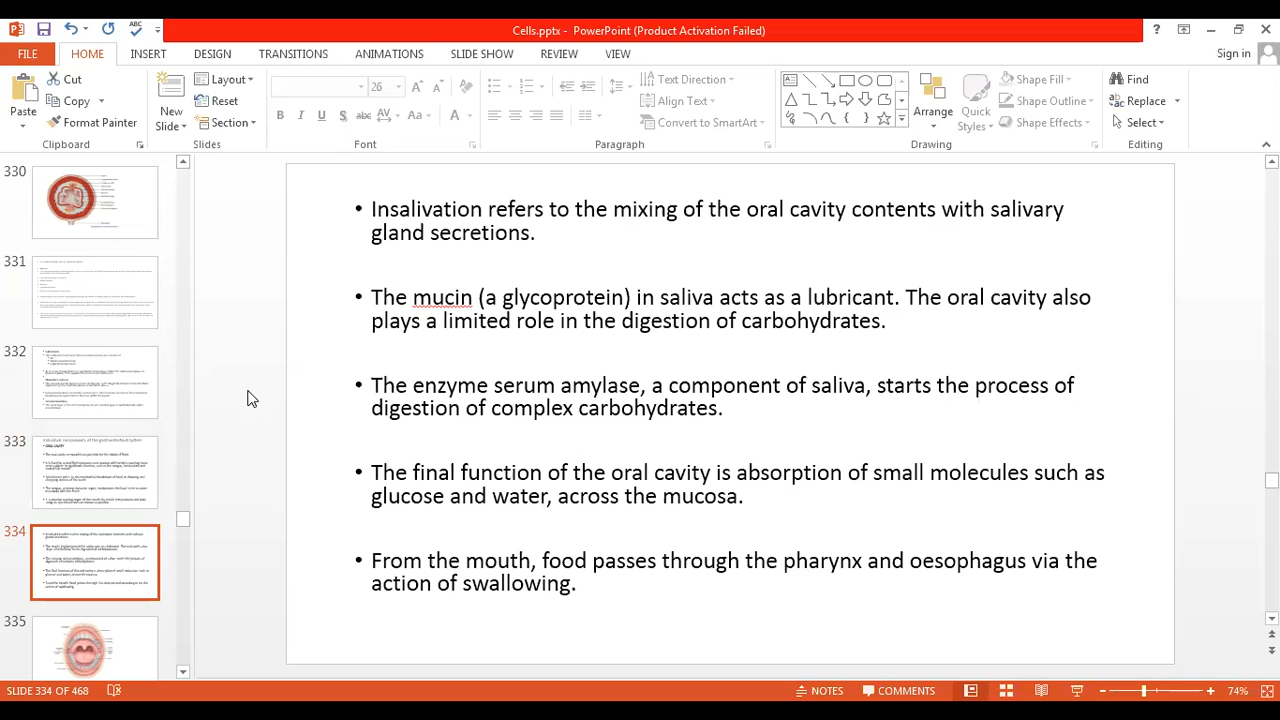 Cells.pptx - PowerPoint (Product Activation Failed)
FILE HOME INSERT DESIGN TRANSITIONS ANIMATIONS SLIDE SHOW REVIEW VIEW Sign in
Paste
Cut
Copy
Format Painter
Clipboard
New Slide
Layout
Reset
Section
Slides
26
Font
Text Direction
Align Text
Convert to SmartArt
Paragraph
Arrange
Quick Styles
Shape Fill
Shape Outline
Shape Effects
Drawing
Find
Replace
Select
Editing
330
331
332
333
334
335
• Insalivation refers to the mixing of the oral cavity contents with salivary
gland secretions.
• The mucin (a glycoprotein) in saliva acts as a lubricant. The oral cavity also
plays a limited role in the digestion of carbohydrates.
• The enzyme serum amylase, a component of saliva, starts the process of
digestion of complex carbohydrates.
• The final function of the oral cavity is absorption of small molecules such as
glucose and water, across the mucosa.
• From the mouth, food passes through the pharynx and oesophagus via the
action of swallowing.
SLIDE 334 OF 468 NOTES COMMENTS 74%